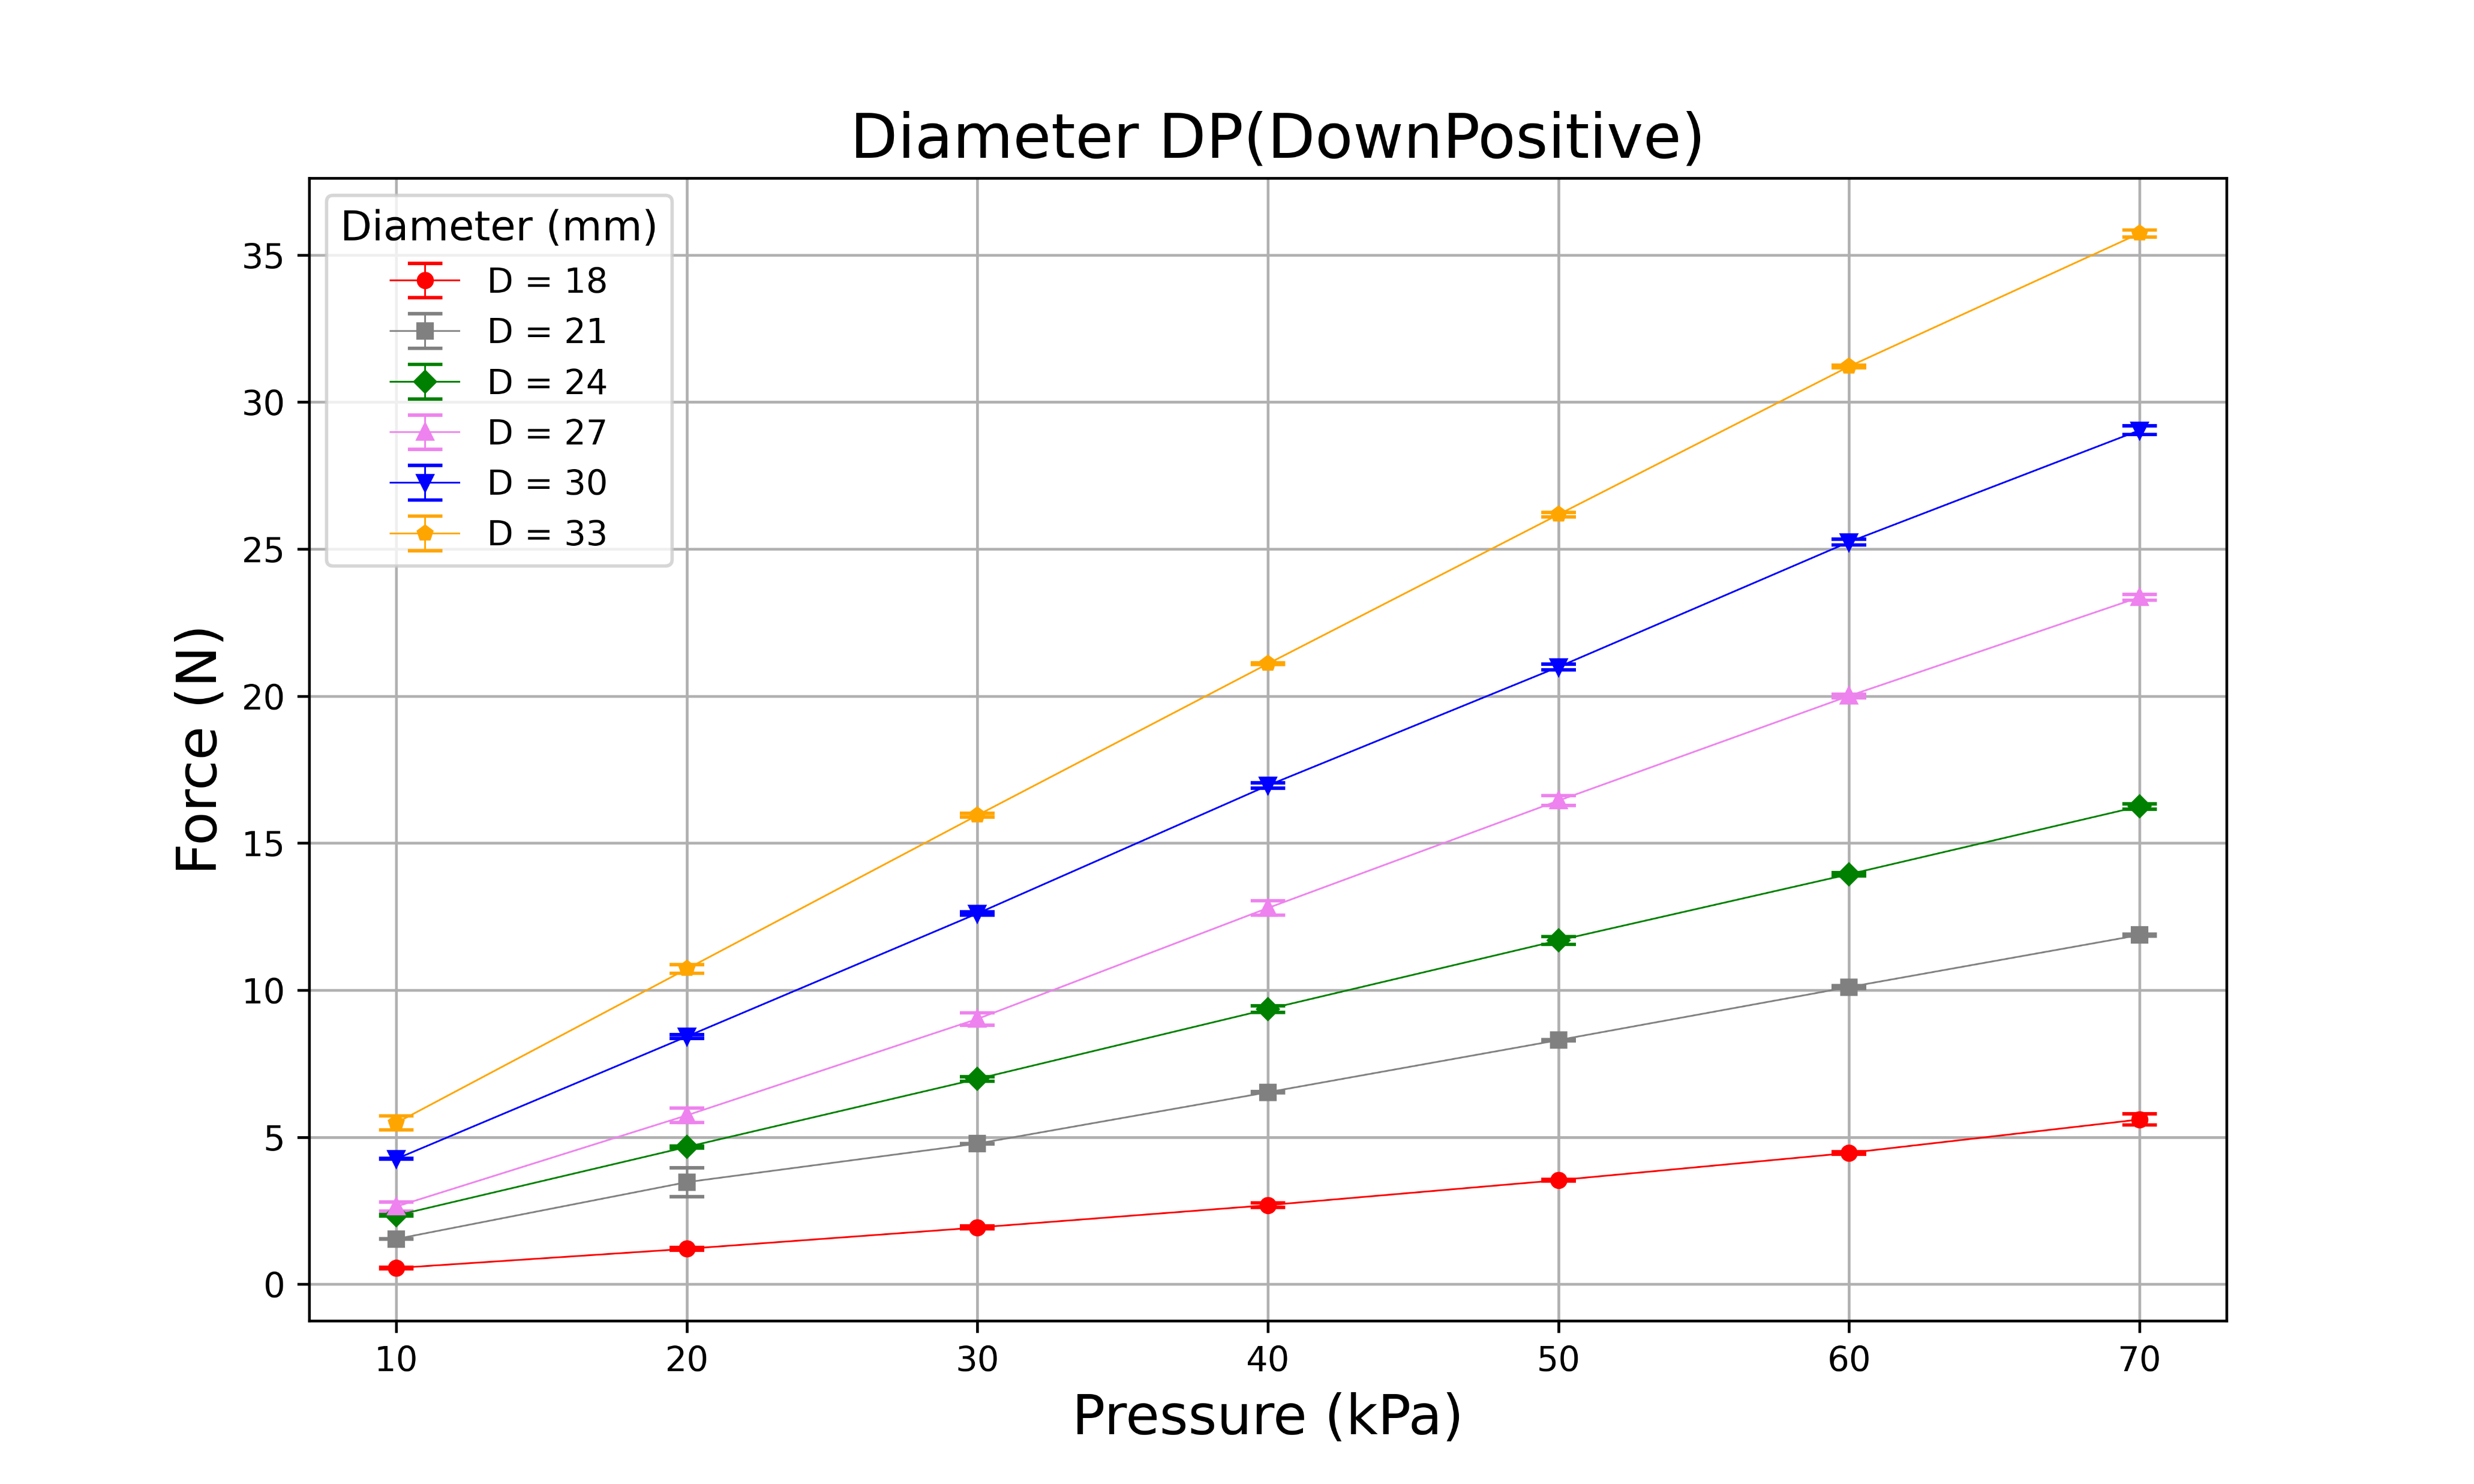 Diameter DP(DownPositive)
Diameter (mm)
D = 18
D = 21
D = 24
D = 27
D = 30
D = 33
35
30
25
20
15
10
5
0
Force (N)
10 20 30 40 50 60 70
Pressure (kPa)